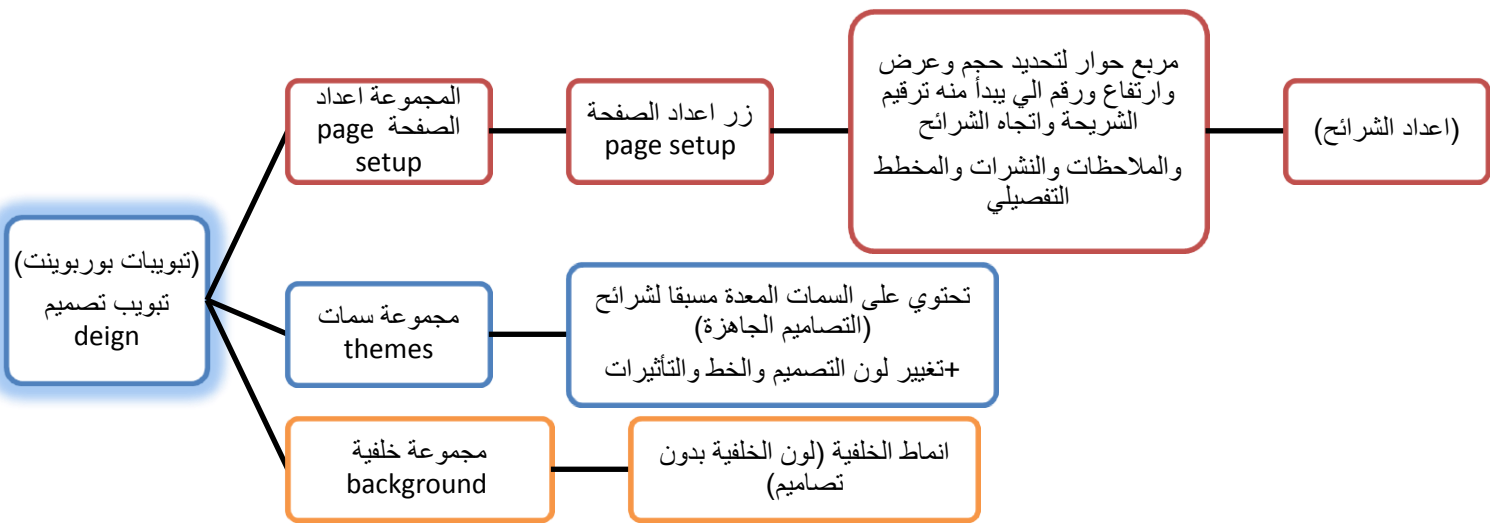 (تبويبات بوربوينت)
تبويب تصميم
deign
المجموعة اعداد
الصفحة page
setup
زر اعداد الصفحة
page setup
مربع حوار لتحديد حجم وعرض
وارتفاع ورقم الي يبدأ منه ترقيم
الشريحة واتجاه الشرائح
والملاحظات والنشرات والمخطط
التفصيلي
(اعداد الشرائح)
مجموعة سمات
themes
تحتوي على السمات المعدة مسبقا لشرائح
(التصاميم الجاهزة)
+تغيير لون التصميم والخط والتأثيرات
مجموعة خلفية
background
انماط الخلفية (لون الخلفية بدون
تصاميم)